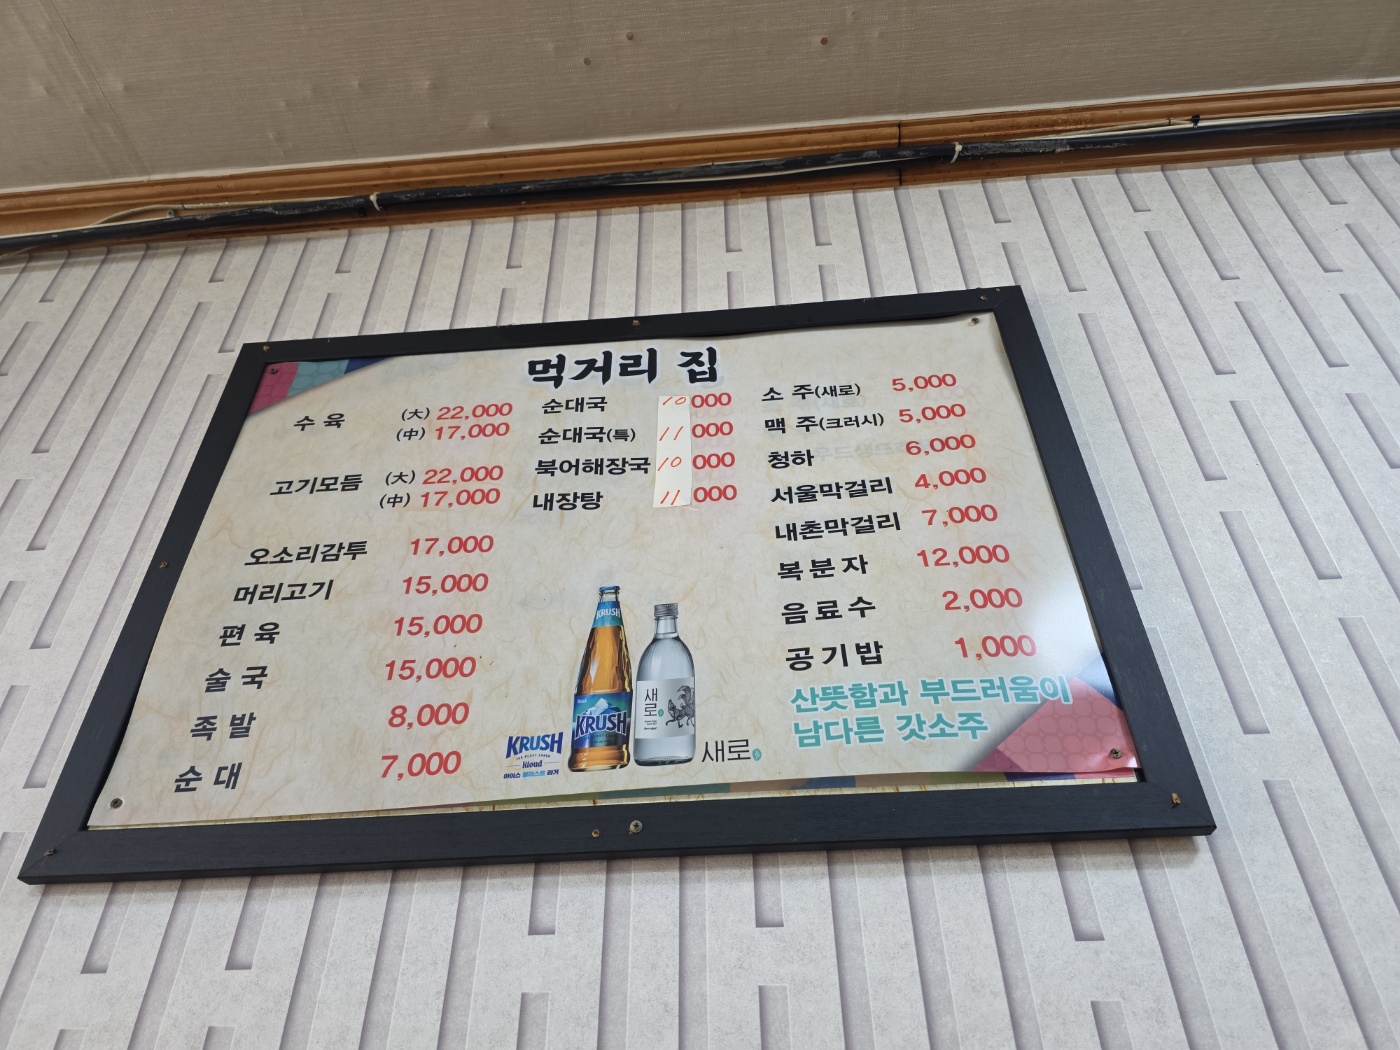 먹거리 집
수 육 (大) 22,000
(中) 17,000
고기모듬 (大) 22,000
(中) 17,000
오소리감투 17,000
머리고기 15,000
편 육 15,000
술 국 15,000
족 발 8,000
순 대 7,000
순대국 10 000
순대국(특) 11 000
북어해장국 10 000
내장탕 11 000
소 주(새로) 5,000
맥 주(크러시) 5,000
청하 6,000
서울막걸리 4,000
내촌막걸리 7,000
복 분 자 12,000
음 료 수 2,000
공 기 밥 1,000
산뜻함과 부드러움이
남다른 갓소주
KRUSH
KRUSH
새로
KRUSH
kloud
새로